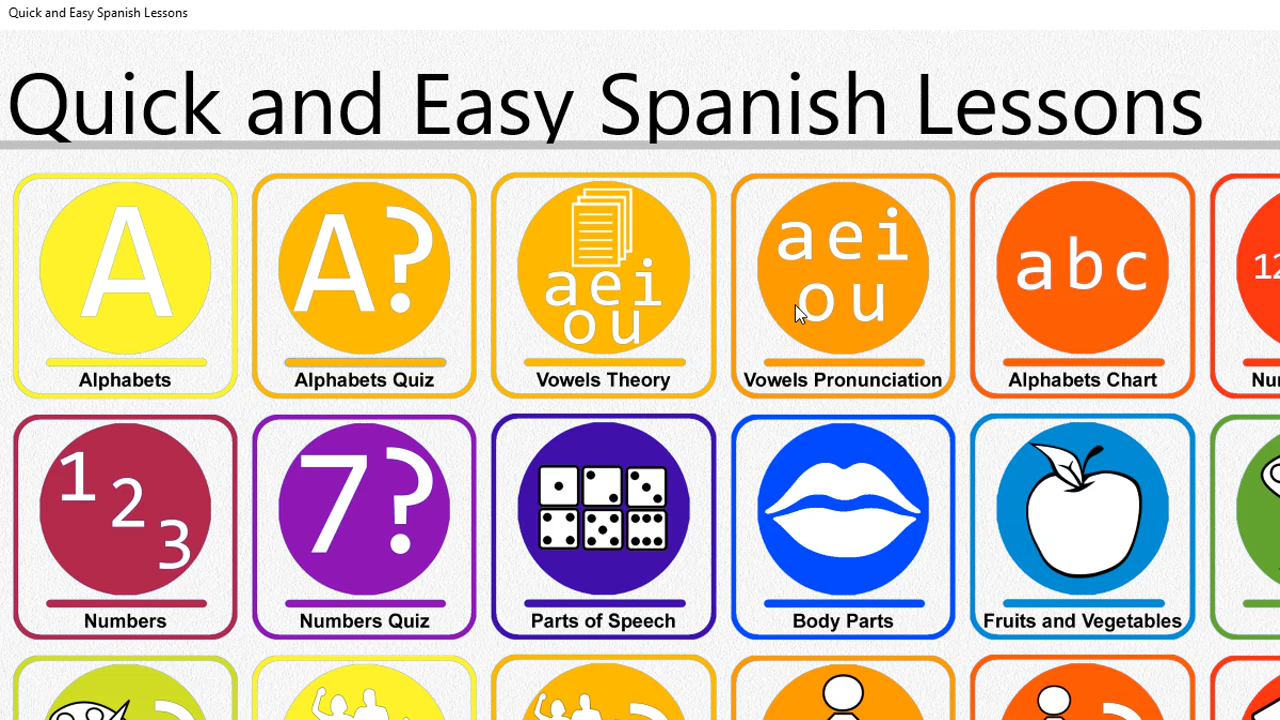 Quick and Easy Spanish Lessons
Quick and Easy Spanish Lessons
A
A?
aei
ou
aei
ou
abc
12
Alphabets
Alphabets Quiz
Vowels Theory
Vowels Pronunciation
Alphabets Chart
1 2 3
7?
Numbers
Numbers Quiz
Parts of Speech
Body Parts
Fruits and Vegetables